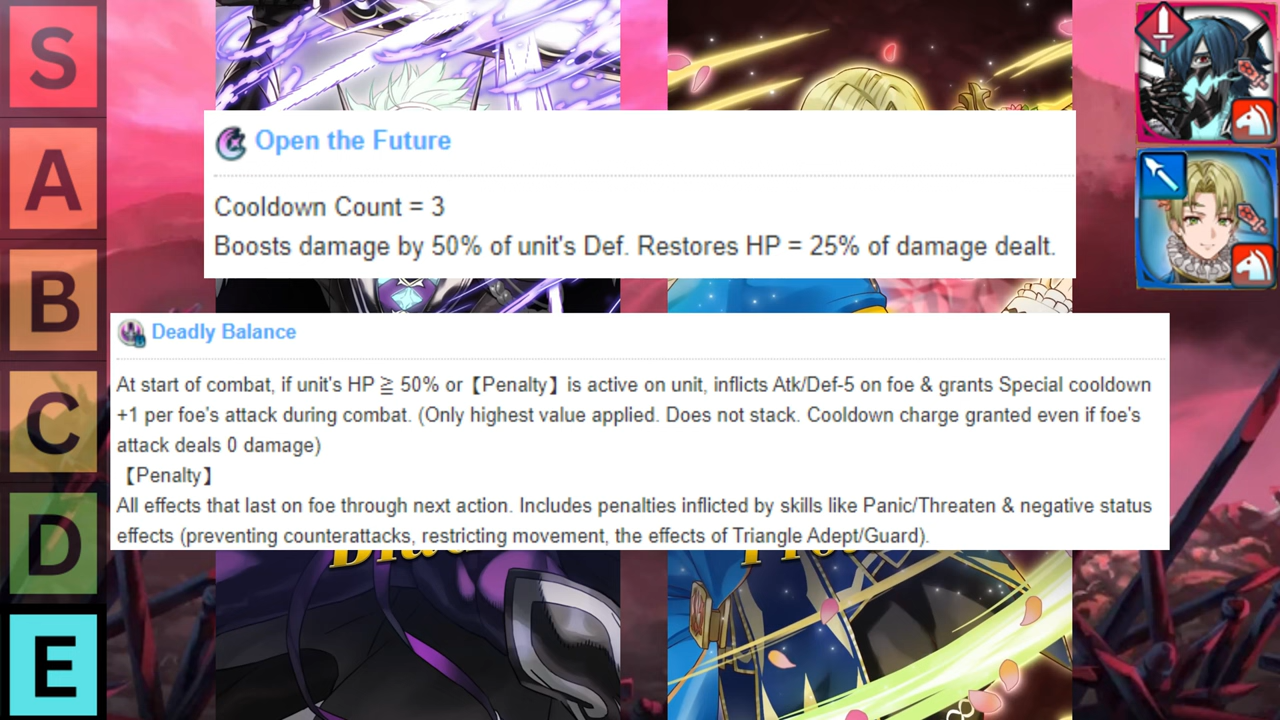 S
A
B
C
D
E
Open the Future
Cooldown Count = 3
Boosts damage by 50% of unit's Def. Restores HP = 25% of damage dealt.
Deadly Balance
At start of combat, if unit's HP ≧ 50% or【Penalty】is active on unit, inflicts Atk/Def-5 on foe & grants Special cooldown
+1 per foe's attack during combat. (Only highest value applied. Does not stack. Cooldown charge granted even if foe's
attack deals 0 damage)
【Penalty】
All effects that last on foe through next action. Includes penalties inflicted by skills like Panic/Threaten & negative status
effects (preventing counterattacks, restricting movement, the effects of Triangle Adept/Guard).